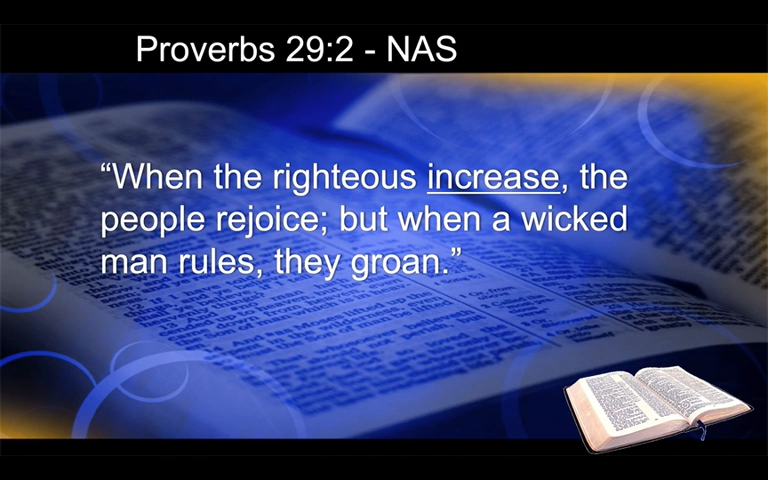 Proverbs 29:2 - NAS
“When the righteous increase, the
people rejoice; but when a wicked
man rules, they groan.”